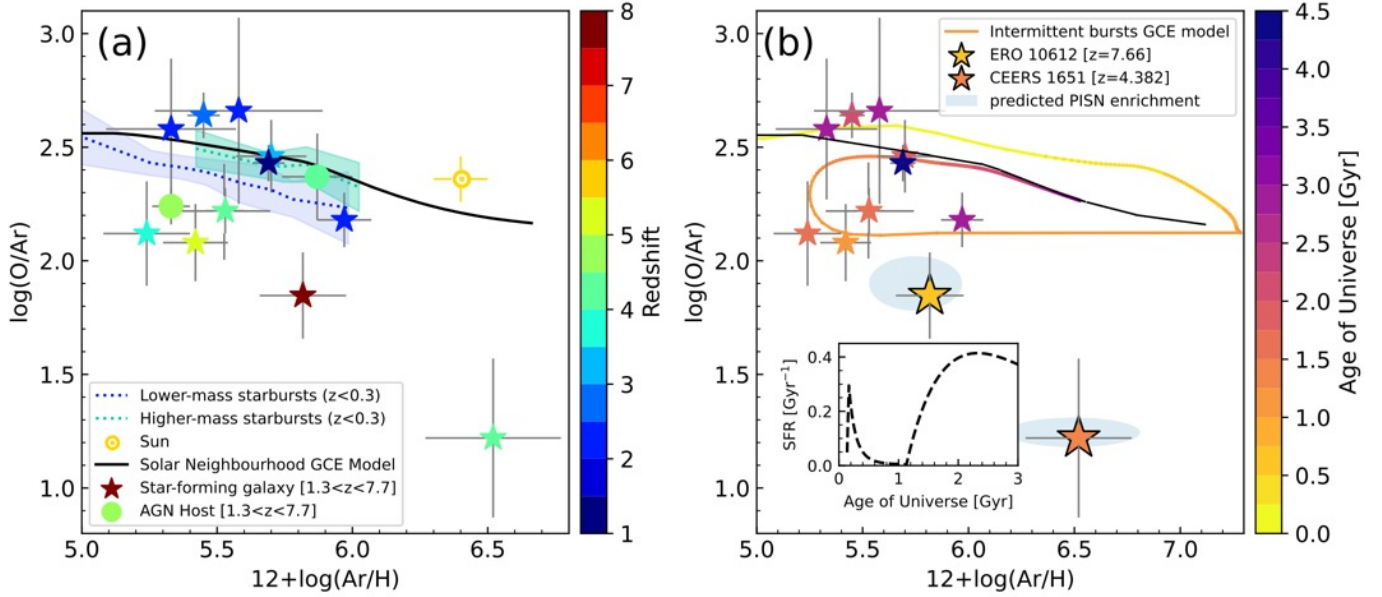 (a)
3.0
2.5
2.0
1.5
1.0
log(O/Ar)
5.0 5.5 6.0 6.5
12+log(Ar/H)
Lower-mass starbursts (z<0.3)
Higher-mass starbursts (z<0.3)
Sun
Solar Neighbourhood GCE Model
Star-forming galaxy [1.3<z<7.7]
AGN Host [1.3<z<7.7]
8
7
6
5
4
3
2
1
Redshift
(b)
3.0
2.5
2.0
1.5
1.0
log(O/Ar)
5.0 5.5 6.0 6.5 7.0
12+log(Ar/H)
Intermittent bursts GCE model
ERO 10612 [z=7.66]
CEERS 1651 [z=4.382]
predicted PISN enrichment
0.4
0.2
0.0
SFR [Gyr⁻¹]
0 1 2 3
Age of Universe [Gyr]
4.5
4.0
3.5
3.0
2.5
2.0
1.5
1.0
0.5
0.0
Age of Universe [Gyr]